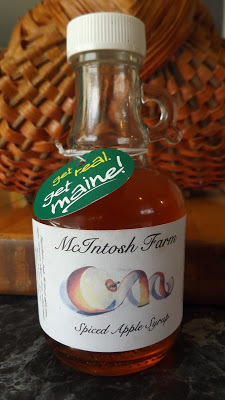 get real.
get
maine!
McIntosh Farm
Spiced Apple Syrup